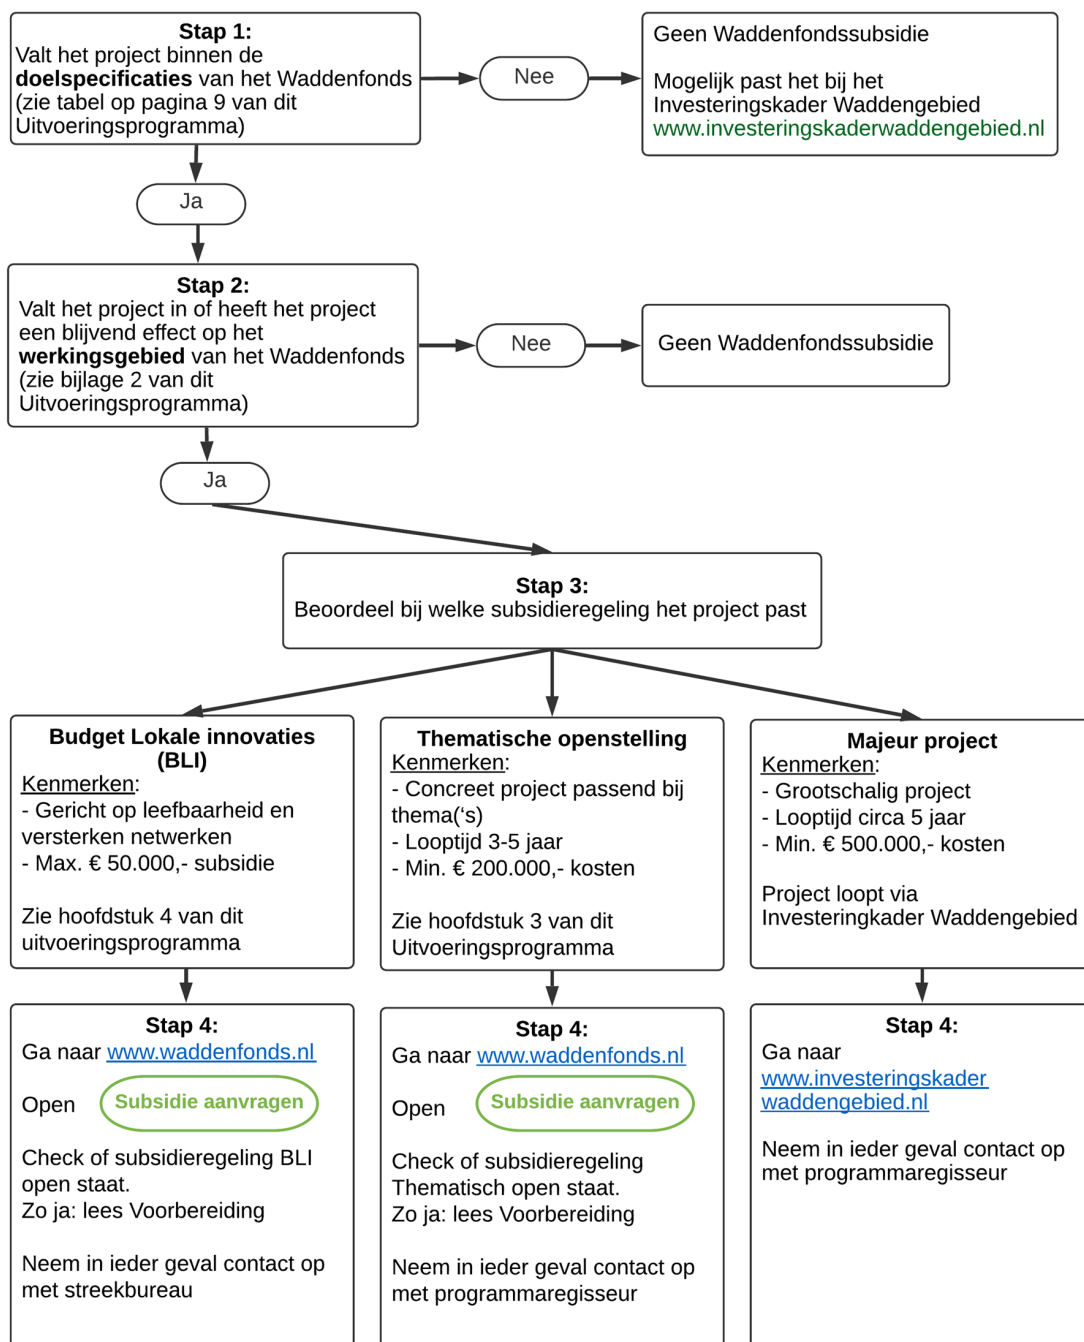 Stap 1:
Valt het project binnen de
doelspecificaties van het Waddenfonds
(zie tabel op pagina 9 van dit
Uitvoeringsprogramma)
Nee
Geen Waddenfondssubsidie
Mogelijk past het bij het
Investeringskader Waddengebied
www.investeringskaderwaddengebied.nl
Ja
Stap 2:
Valt het project in of heeft het project
een blijvend effect op het
werkingsgebied van het Waddenfonds
(zie bijlage 2 van dit
Uitvoeringsprogramma)
Nee
Geen Waddenfondssubsidie
Ja
Stap 3:
Beoordeel bij welke subsidieregeling het project past
Budget Lokale innovaties
(BLI)
Kenmerken:
- Gericht op leefbaarheid en
versterken netwerken
- Max. € 50.000,- subsidie
Zie hoofdstuk 4 van dit
uitvoeringsprogramma
Thematische openstelling
Kenmerken:
- Concreet project passend bij
thema(‘s)
- Looptijd 3-5 jaar
- Min. € 200.000,- kosten
Zie hoofdstuk 3 van dit
Uitvoeringsprogramma
Majeur project
Kenmerken:
- Grootschalig project
- Looptijd circa 5 jaar
- Min. € 500.000,- kosten
Project loopt via
Investeringkader Waddengebied
Stap 4:
Ga naar www.waddenfonds.nl
Open Subsidie aanvragen
Check of subsidieregeling BLI
open staat.
Zo ja: lees Voorbereiding
Neem in ieder geval contact op
met streekbureau
Stap 4:
Ga naar www.waddenfonds.nl
Open Subsidie aanvragen
Check of subsidieregeling
Thematisch open staat.
Zo ja: lees Voorbereiding
Neem in ieder geval contact op
met programmaregisseur
Stap 4:
Ga naar
www.investeringskader
waddengebied.nl
Neem in ieder geval contact op
met programmaregisseur